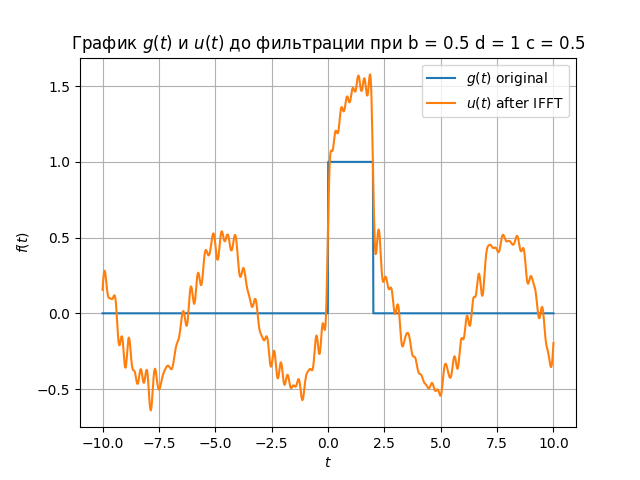 График g(t) и u(t) до фильтрации при b = 0.5 d = 1 c = 0.5
g(t) original
u(t) after IFFT
f(t)
1.5
1.0
0.5
0.0
−0.5
−10.0 −7.5 −5.0 −2.5 0.0 2.5 5.0 7.5 10.0
t